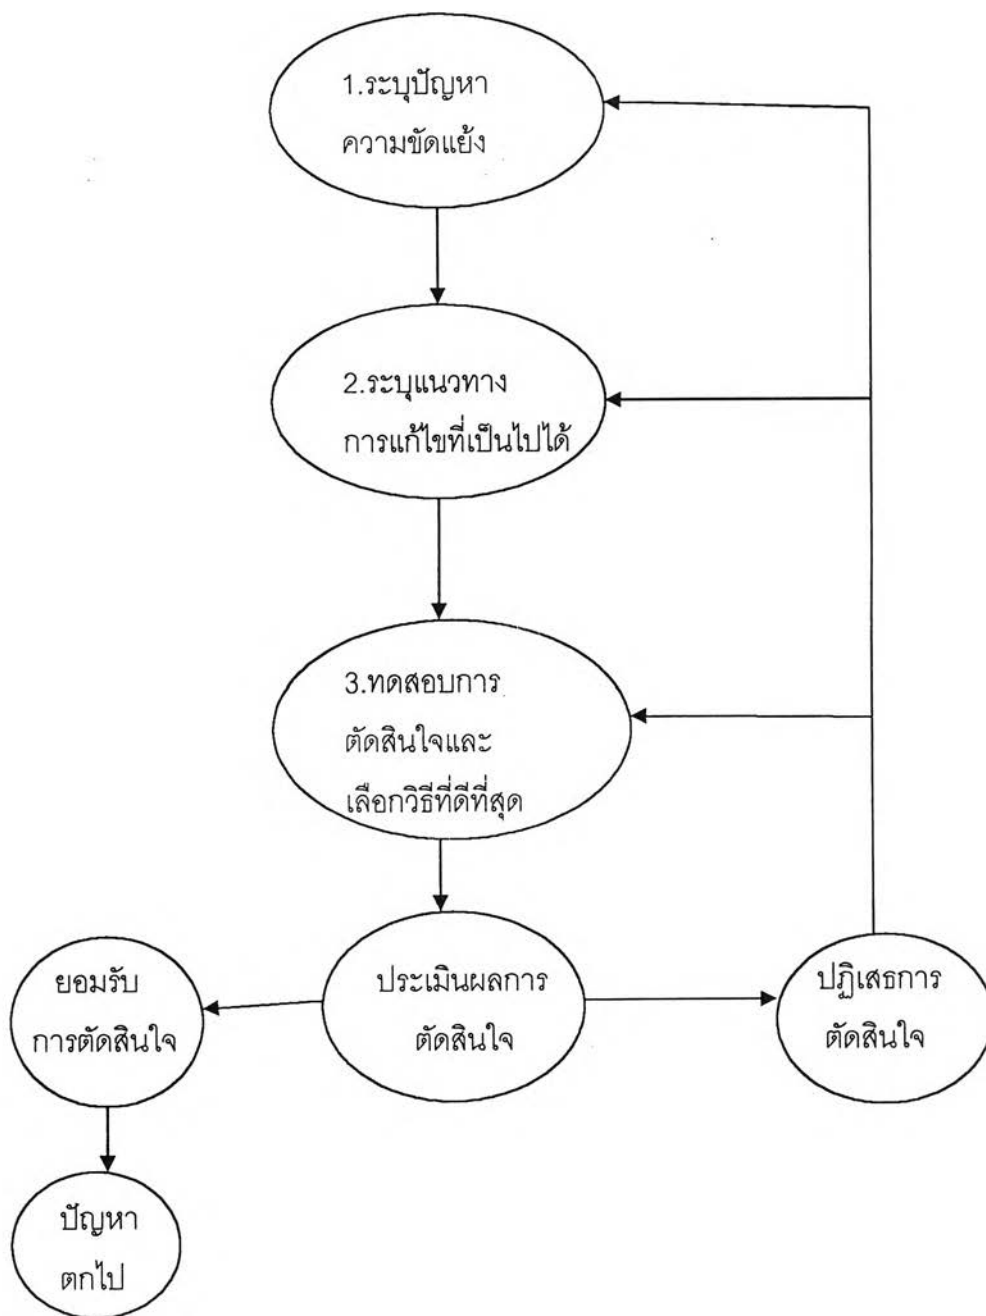 1.ระบุปัญหา
ความขัดแย้ง
2.ระบุแนวทาง
การแก้ไขที่เป็นไปได้
3.ทดสอบการ
ตัดสินใจและ
เลือกวิธีที่ดีที่สุด
ยอมรับ
การตัดสินใจ
ประเมินผลการ
ตัดสินใจ
ปฏิเสธการ
ตัดสินใจ
ปัญหา
ตกไป